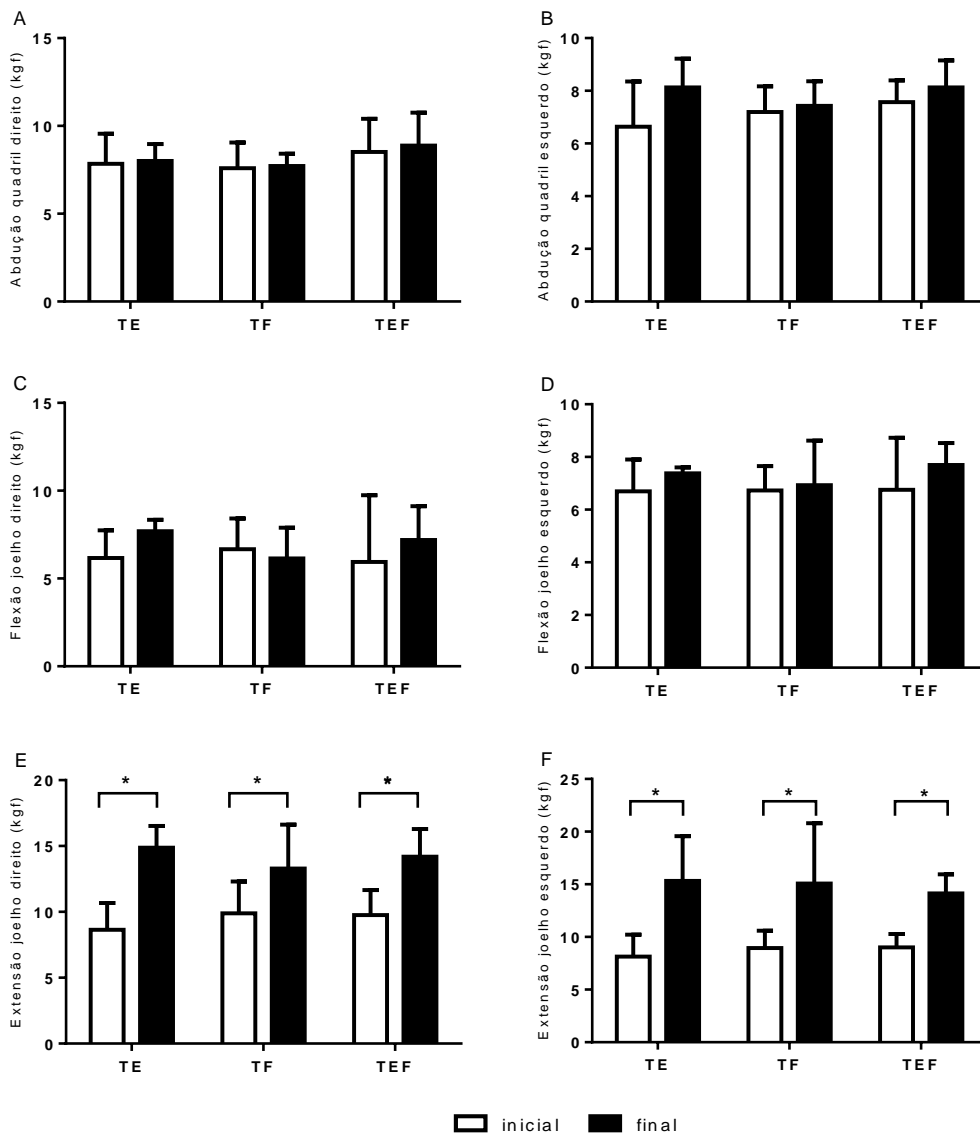 A
Abdução quadril direito (kgf)
15
10
5
0
TE TF TEF
B
Abdução quadril esquerdo (kgf)
10
8
6
4
2
0
TE TF TEF
C
Flexão joelho direito (kgf)
15
10
5
0
TE TF TEF
D
Flexão joelho esquerdo (kgf)
10
8
6
4
2
0
TE TF TEF
E
Extensão joelho direito (kgf)
20
15
10
5
0
* * *
TE TF TEF
F
Extensão joelho esquerdo (kgf)
25
20
15
10
5
0
* * *
TE TF TEF
inicial final